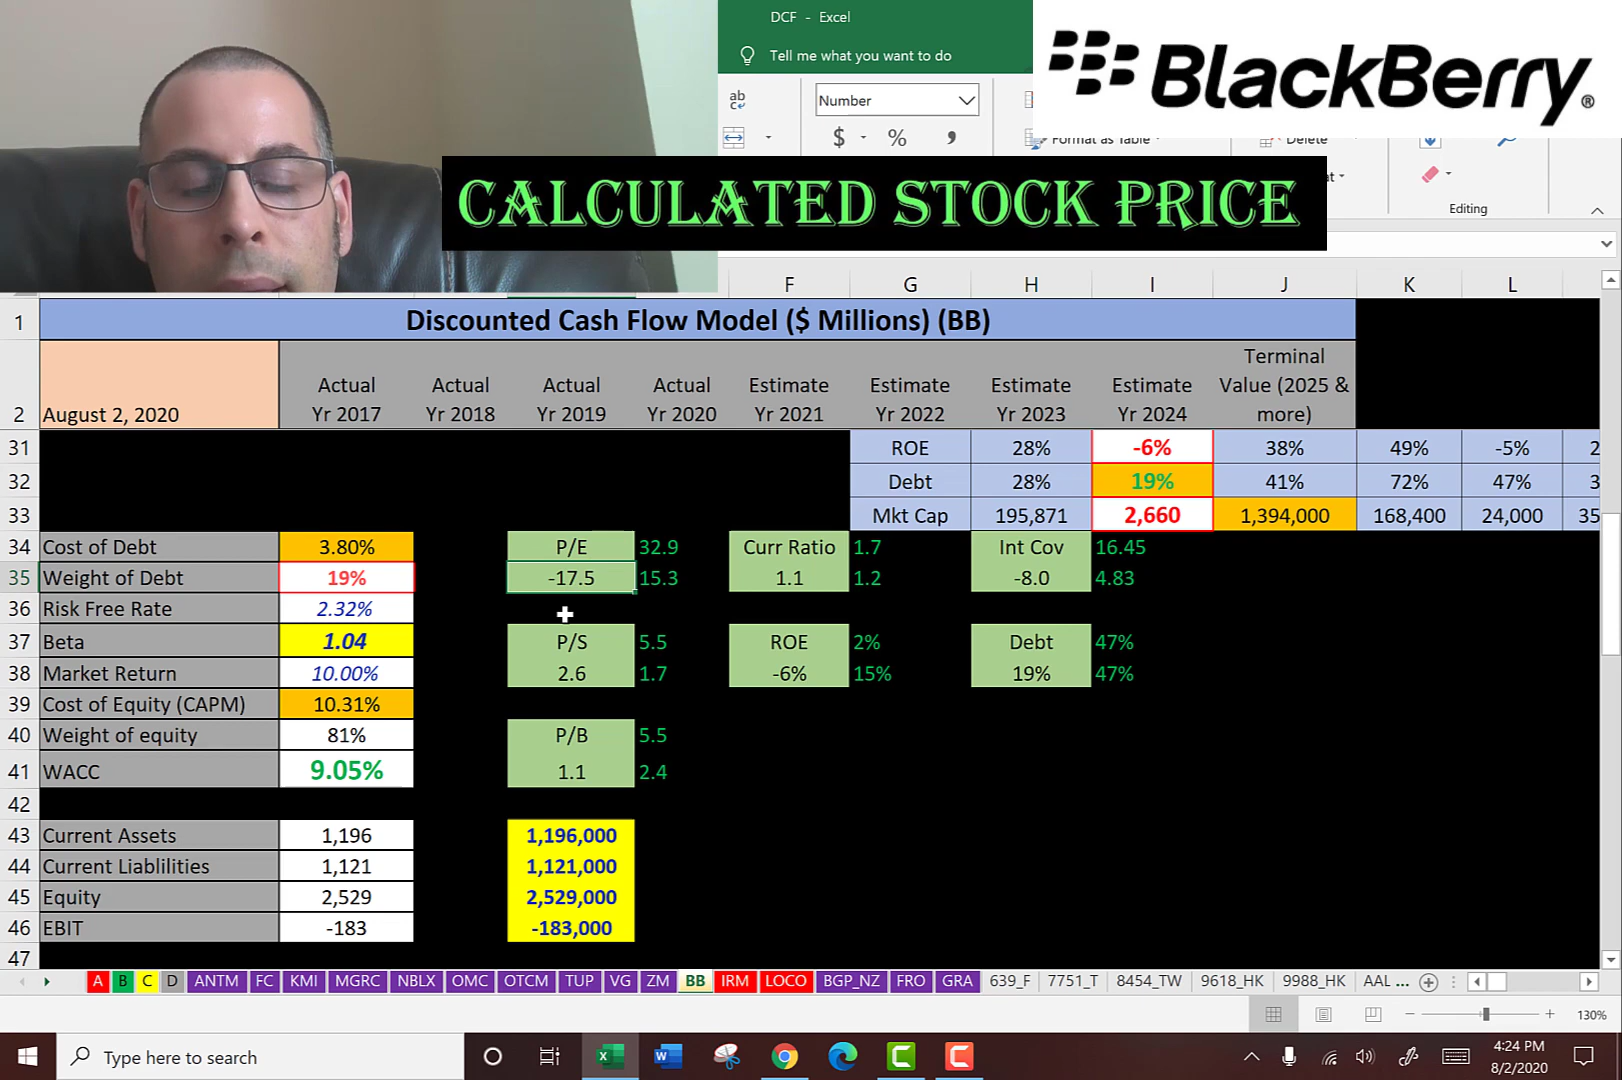 DCF - Excel
BlackBerry®
Tell me what you want to do
ab
c
Number
$ % ,
Format as Table
Delete
CALCULATED STOCK PRICE
Editing
F G H I J K L
1 Discounted Cash Flow Model ($ Millions) (BB)
2 August 2, 2020 Actual Yr 2017 Actual Yr 2018 Actual Yr 2019 Actual Yr 2020 Estimate Yr 2021 Estimate Yr 2022 Estimate Yr 2023 Estimate Yr 2024 Terminal Value (2025 & more)
31 ROE 28% -6% 38% 49% -5% 2
32 Debt 28% 19% 41% 72% 47% 3
33 Mkt Cap 195,871 2,660 1,394,000 168,400 24,000 35
34 Cost of Debt 3.80% P/E 32.9 Curr Ratio 1.7 Int Cov 16.45
35 Weight of Debt 19% -17.5 15.3 1.1 1.2 -8.0 4.83
36 Risk Free Rate 2.32%
37 Beta 1.04 P/S 5.5 ROE 2% Debt 47%
38 Market Return 10.00% 2.6 1.7 -6% 15% 19% 47%
39 Cost of Equity (CAPM) 10.31%
40 Weight of equity 81% P/B 5.5
41 WACC 9.05% 1.1 2.4
42
43 Current Assets 1,196 1,196,000
44 Current Liablilities 1,121 1,121,000
45 Equity 2,529 2,529,000
46 EBIT -183 -183,000
47
A B C D ANTM FC KMI MGRC NBLX OMC OTCM TUP VG ZM BB IRM LOCO BGP_NZ FRO GRA 639_F 7751_T 8454_TW 9618_HK 9988_HK AAL ...
130%
Type here to search
4:24 PM
8/2/2020